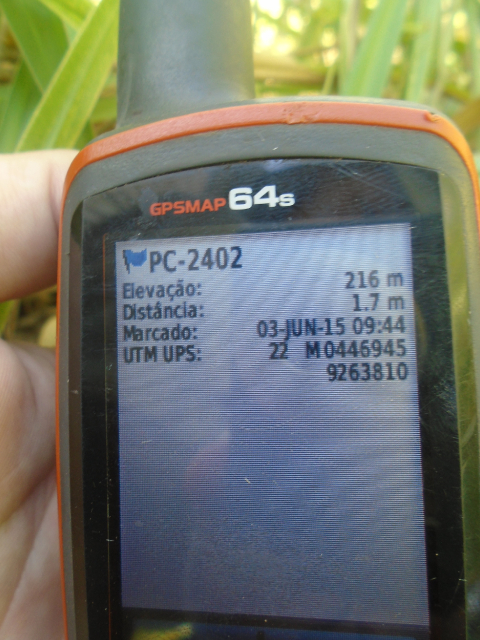 GPSMAP 64s
PC-2402
Elevação: 216 m
Distância: 1.7 m
Marcado: 03-JUN-15 09:44
UTM UPS: 22 M0446945
9263810